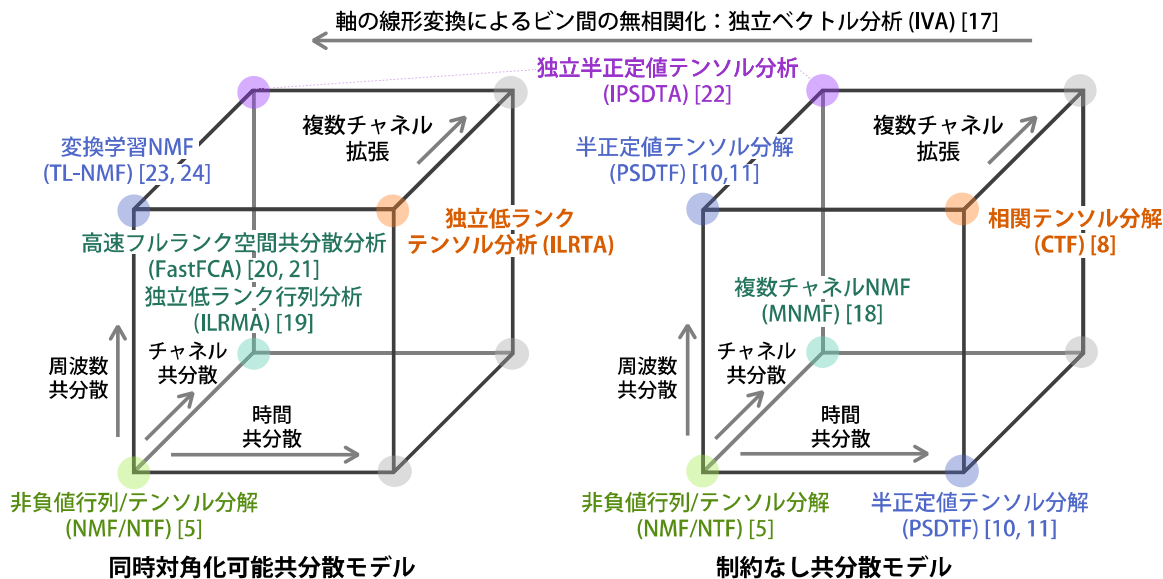 軸の線形変換によるビン間の無相関化：独立ベクトル分析 (IVA) [17]
独立半正定値テンソル分析
(IPSDTA) [22]
変換学習NMF
(TL-NMF) [23, 24]
複数チャネル
拡張
独立低ランク
テンソル分析 (ILRTA)
高速フルランク空間共分散分析
(FastFCA) [20, 21]
独立低ランク行列分析
(ILRMA) [19]
周波数
共分散
チャネル
共分散
時間
共分散
非負値行列/テンソル分解
(NMF/NTF) [5]
同時対角化可能共分散モデル
半正定値テンソル分解
(PSDTF) [10,11]
複数チャネル
拡張
相関テンソル分解
(CTF) [8]
複数チャネルNMF
(MNMF) [18]
周波数
共分散
チャネル
共分散
時間
共分散
非負値行列/テンソル分解
(NMF/NTF) [5]
半正定値テンソル分解
(PSDTF) [10, 11]
制約なし共分散モデル